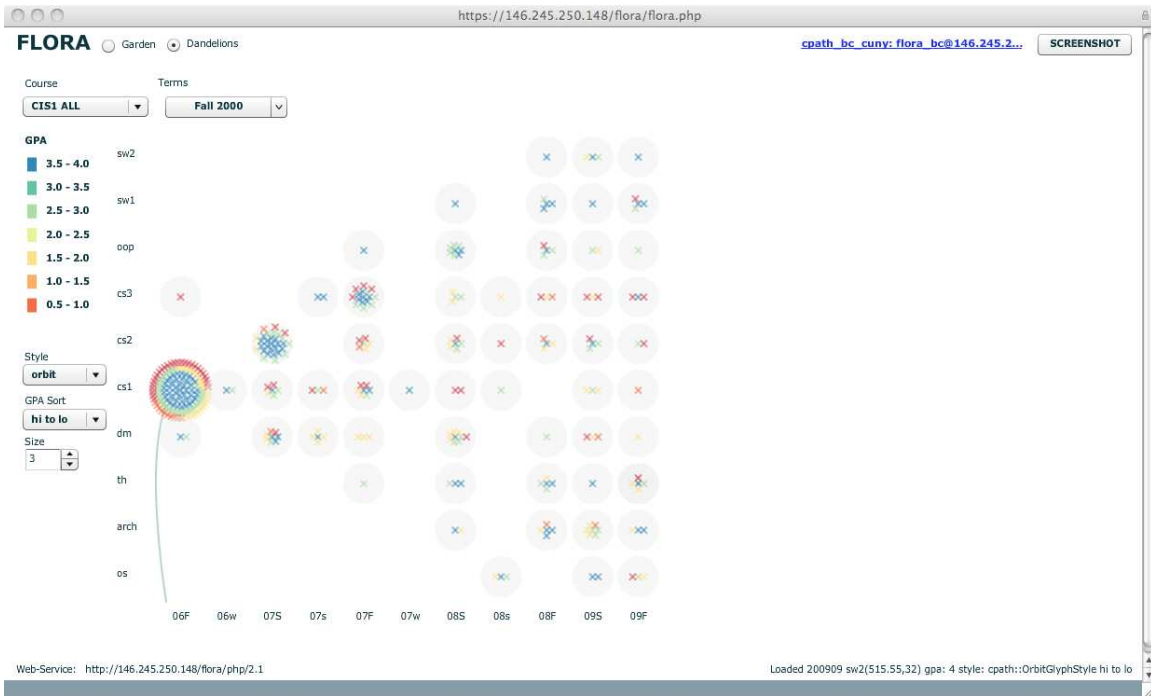 https://146.245.250.148/flora/flora.php
FLORA Garden Dandelions cpath_bc_cuny: flora_bc@146.245.2... SCREENSHOT
Course Terms
CIS1 ALL Fall 2000
GPA
3.5 - 4.0
3.0 - 3.5
2.5 - 3.0
2.0 - 2.5
1.5 - 2.0
1.0 - 1.5
0.5 - 1.0
Style
orbit
GPA Sort
hi to lo
Size
3
sw2
sw1
oop
cs3
cs2
cs1
dm
th
arch
os
06F 06w 07S 07s 07F 07w 08S 08s 08F 09S 09F
Web-Service: http://146.245.250.148/flora/php/2.1 Loaded 200909 sw2(515.55,32) gpa: 4 style: cpath::OrbitGlyphStyle hi to lo